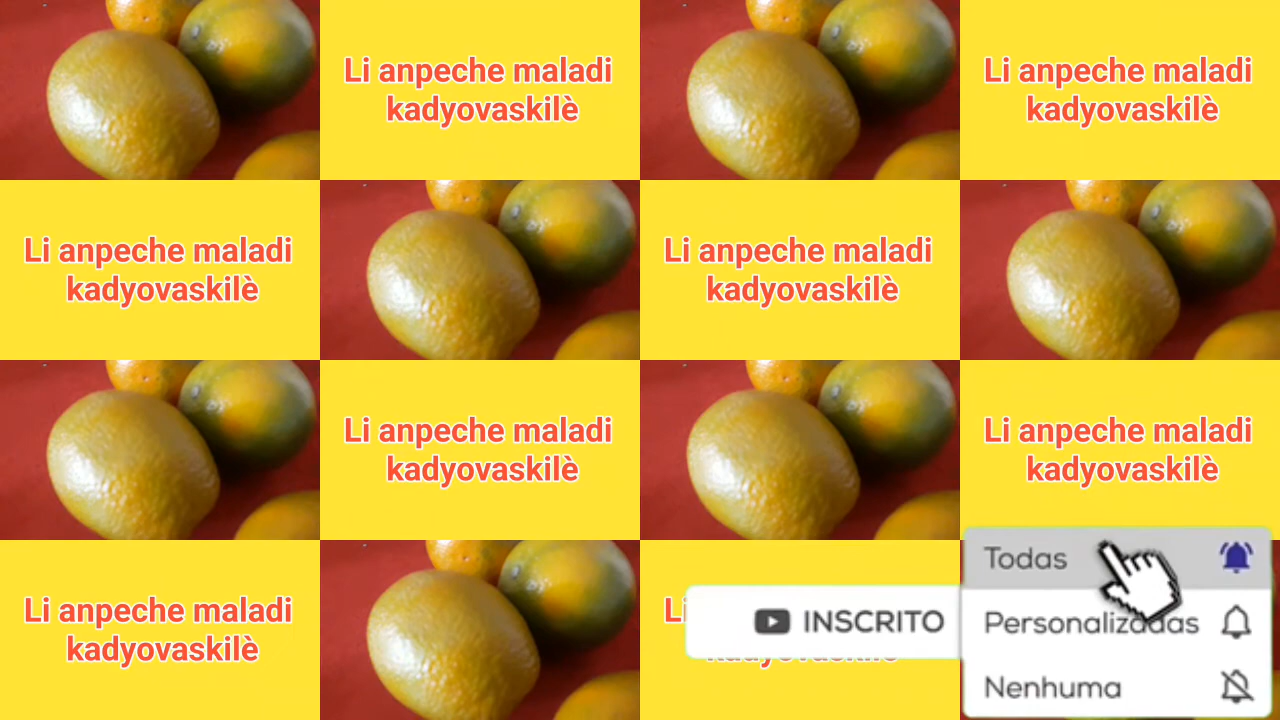 Li anpeche maladi
kadyovaskilè
Li anpeche maladi
kadyovaskilè
Li anpeche maladi
kadyovaskilè
Li anpeche maladi
kadyovaskilè
Li anpeche maladi
kadyovaskilè
Li anpeche maladi
kadyovaskilè
Li anpeche maladi
kadyovaskilè
Li
INSCRITO
Todas
Personalizadas
Nenhuma